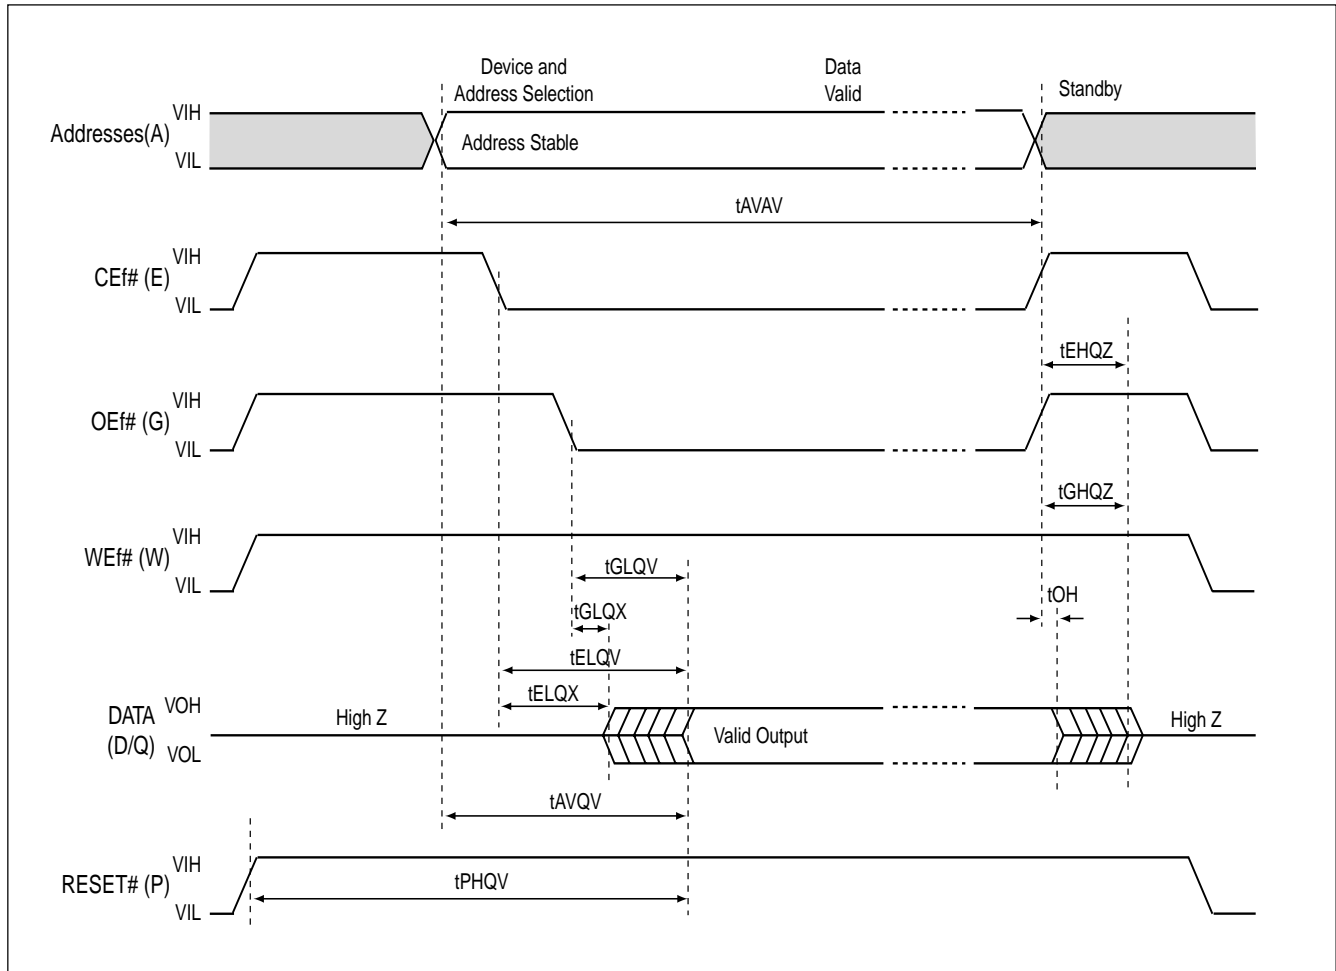 Device and
Address Selection
Data
Valid
Standby
Addresses(A)
VIH
VIL
Address Stable
tAVAV
CEf# (E)
VIH
VIL
tEHQZ
OEf# (G)
VIH
VIL
tGHQZ
WEf# (W)
VIH
VIL
tGLQV
tOH
tGLQX
tELQV
tELQX
DATA
(D/Q)
VOH
VOL
High Z
Valid Output
High Z
tAVQV
RESET# (P)
VIH
VIL
tPHQV